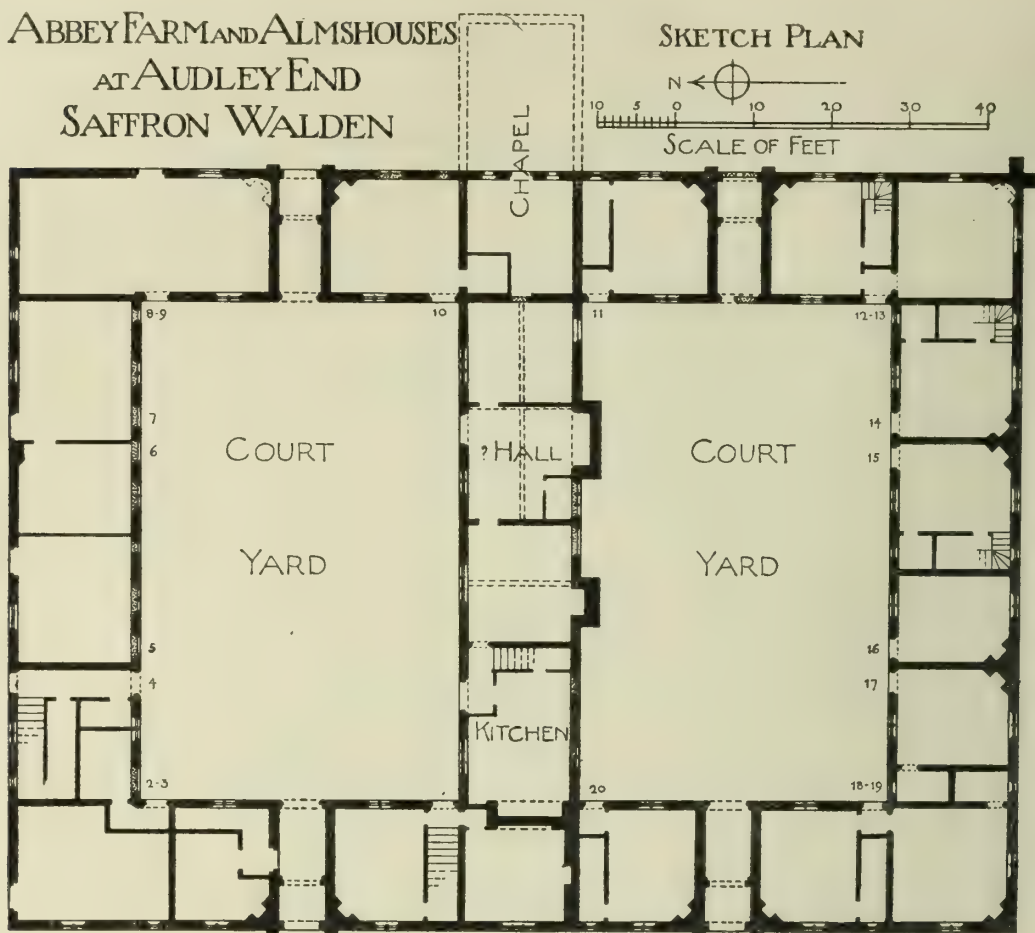 ABBEY FARM AND ALMSHOUSES
AT AUDLEY END
SAFFRON WALDEN
SKETCH PLAN
N
10 5 0 10 20 30 40
SCALE OF FEET
CHAPEL
8-9
10
11
12-13
7
6
COURT
YARD
? HALL
COURT
YARD
14
15
5
4
16
17
KITCHEN
2-3
20
18-19